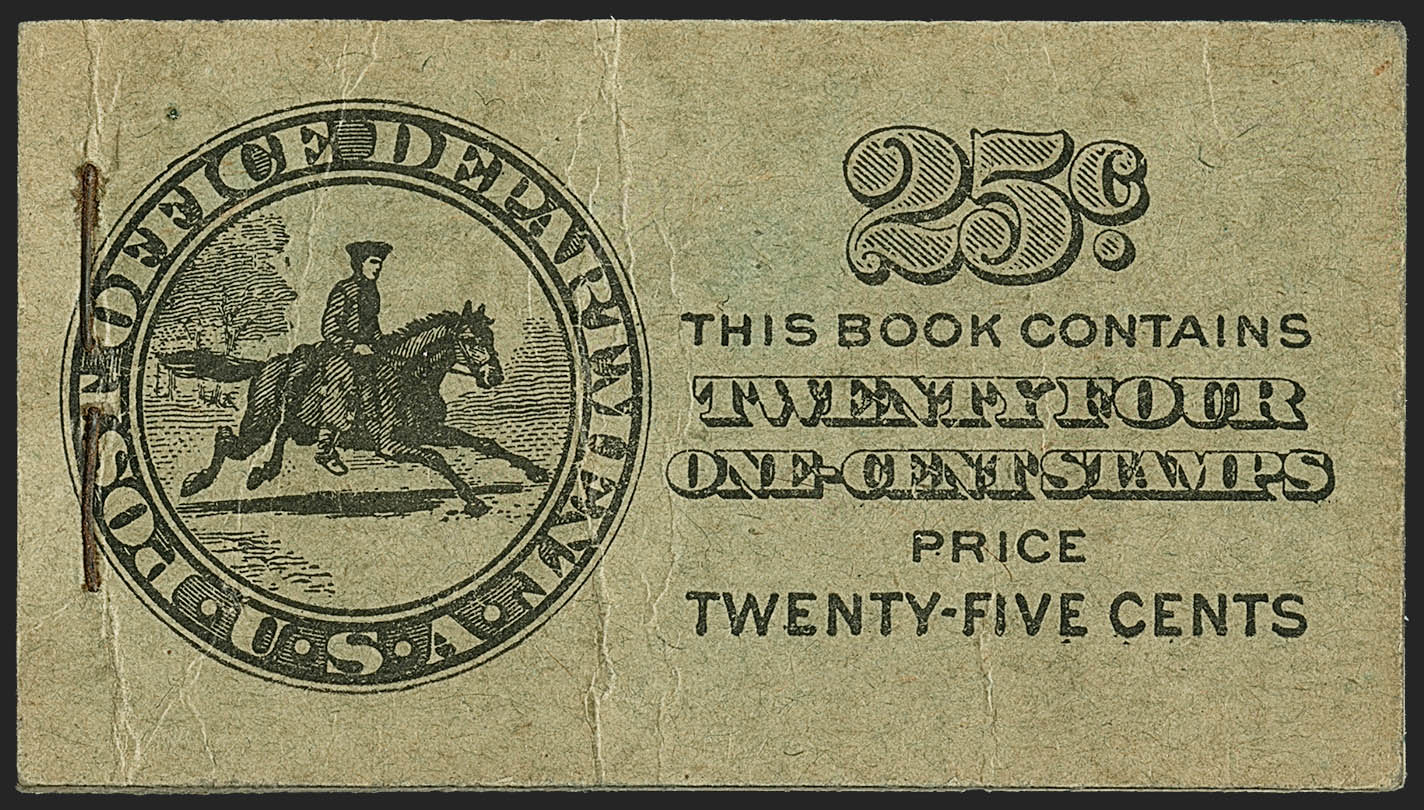 POST OFFICE DEPARTMENT.
U.S.A.
25¢.
THIS BOOK CONTAINS
TWENTY FOUR
ONE-CENT STAMPS
PRICE
TWENTY-FIVE CENTS